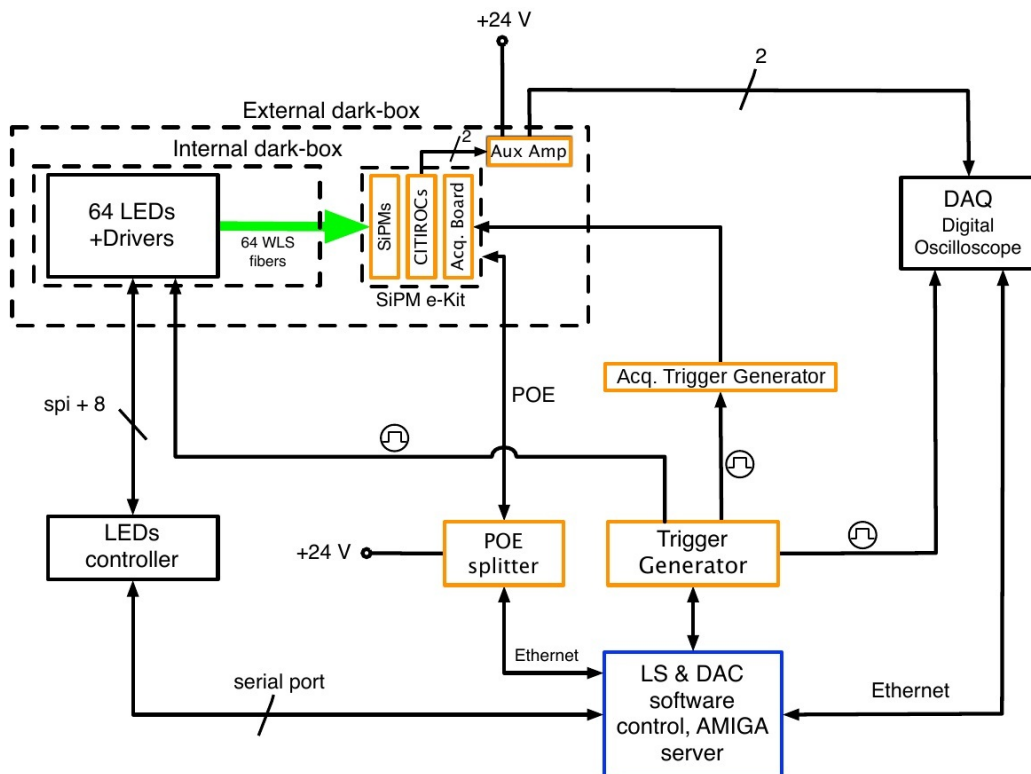 +24 V
2
External dark-box
Internal dark-box
2
Aux Amp
64 LEDs
+Drivers
64 WLS
fibers
SiPMs
CITIROCs
Acq. Board
SiPM e-Kit
DAQ
Digital
Oscilloscope
Acq. Trigger Generator
POE
spi + 8
LEDs
controller
+24 V
POE
splitter
Trigger
Generator
Ethernet
serial port
LS & DAC
software
control, AMIGA
server
Ethernet